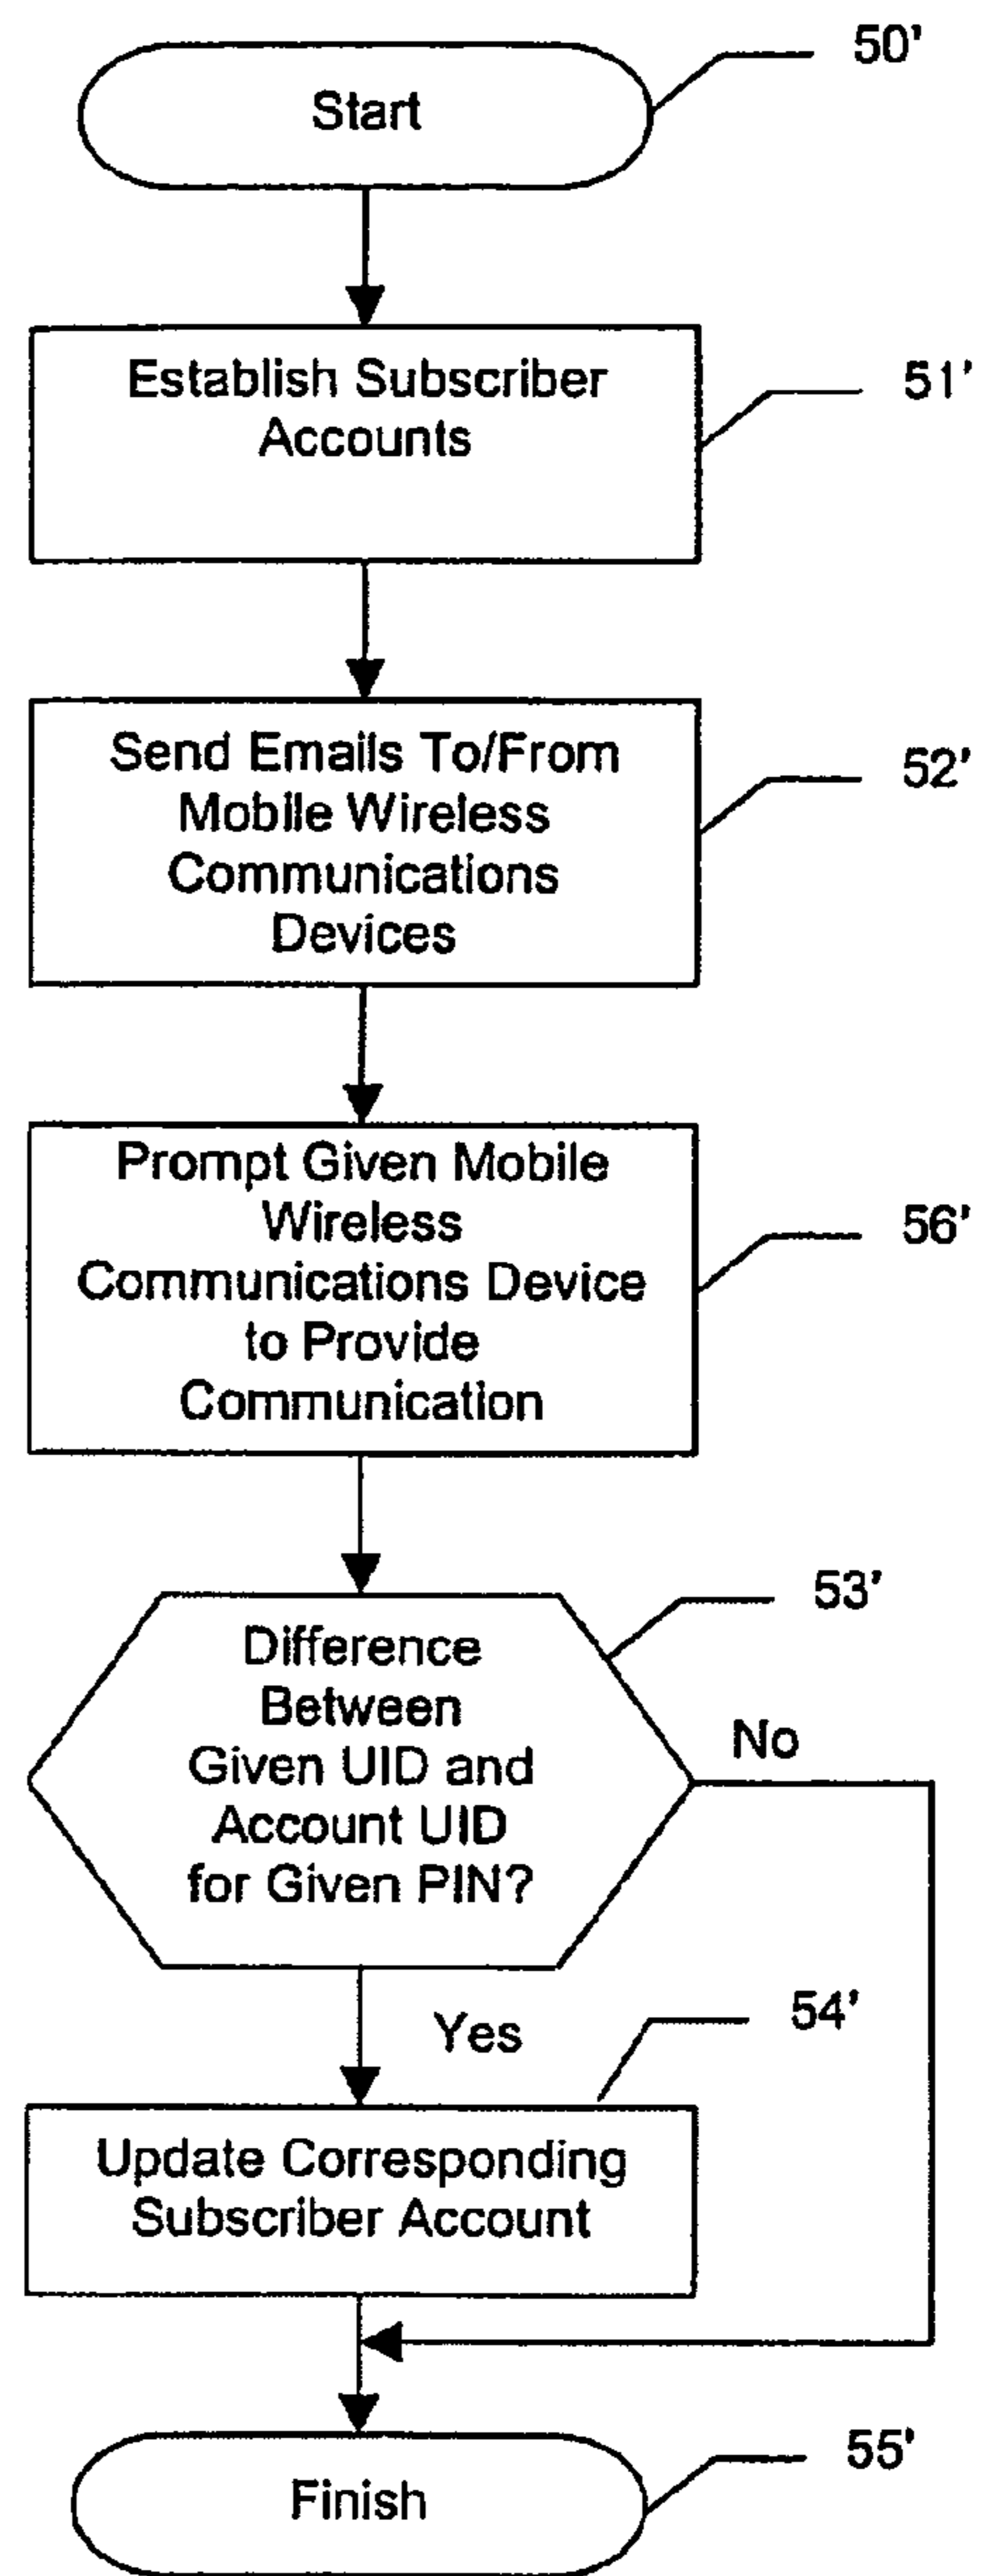 Start
50'
Establish Subscriber
Accounts
51'
Send Emails To/From
Mobile Wireless
Communications
Devices
52'
Prompt Given Mobile
Wireless
Communications Device
to Provide
Communication
56'
Difference
Between
Given UID and
Account UID
for Given PIN?
53'
No
Yes
54'
Update Corresponding
Subscriber Account
Finish
55'